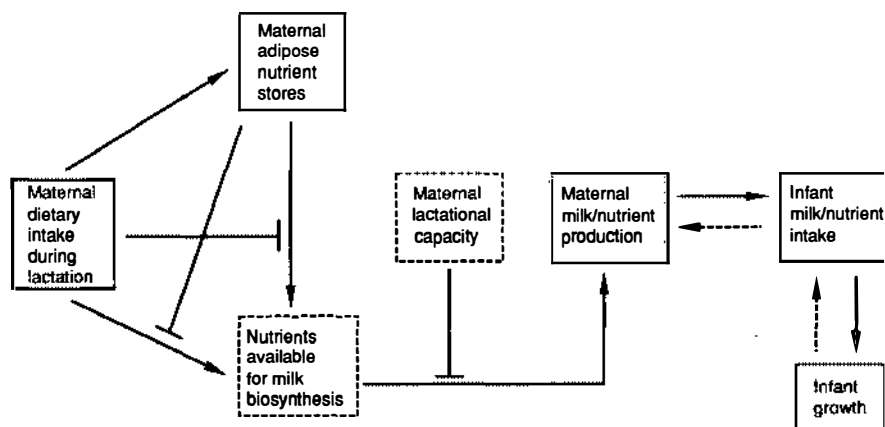 Maternal
adipose
nutrient
stores
Maternal
dietary
intake
during
lactation
Maternal
lactational
capacity
Maternal
milk/nutrient
production
Infant
milk/nutrient
intake
Nutrients
available
for milk
biosynthesis
Infant
growth